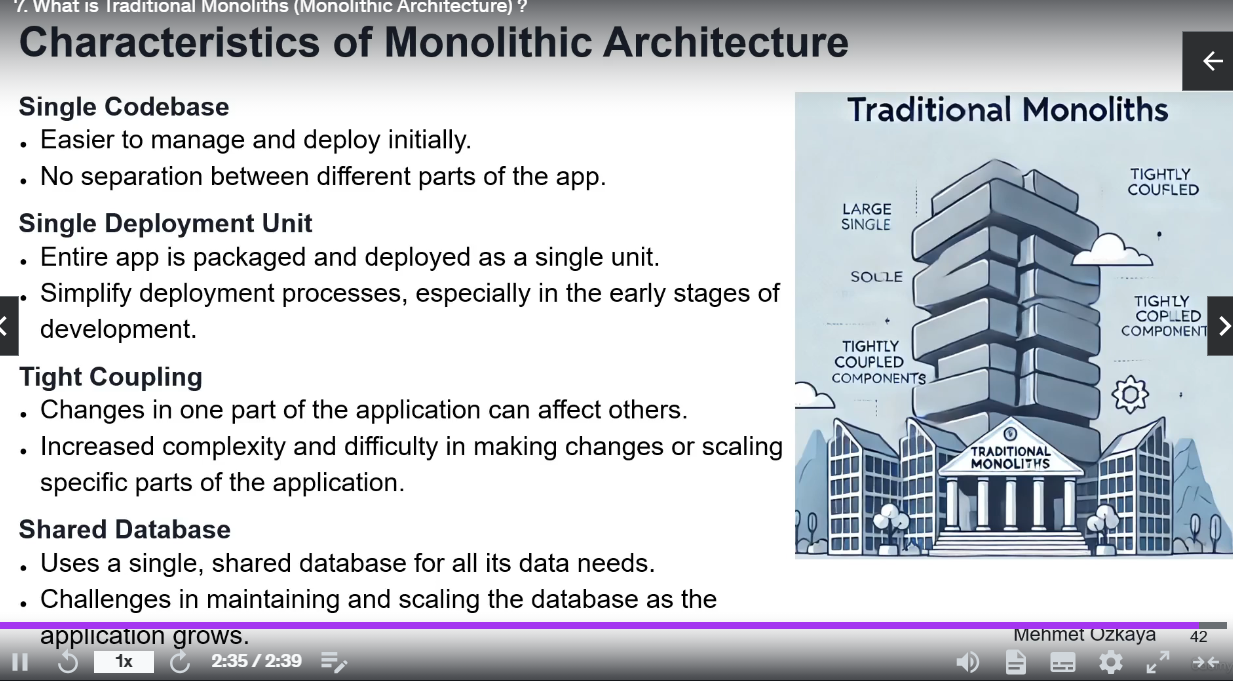 7. What is Traditional Monoliths (Monolithic Architecture) ?
Characteristics of Monolithic Architecture
Single Codebase
• Easier to manage and deploy initially.
• No separation between different parts of the app.
Single Deployment Unit
• Entire app is packaged and deployed as a single unit.
• Simplify deployment processes, especially in the early stages of
development.
Tight Coupling
• Changes in one part of the application can affect others.
• Increased complexity and difficulty in making changes or scaling
specific parts of the application.
Shared Database
• Uses a single, shared database for all its data needs.
• Challenges in maintaining and scaling the database as the
application grows.
Traditional Monoliths
TIGHTLY
COUFLED
LARGE
SINGLE
TIGHLY
COMPONENT
TIGHTLY
COUPLED
COMPONENTS
TRADITIONAL
MONOLITHS
Mehmet Ozkaya
42
1x
2:35 / 2:39